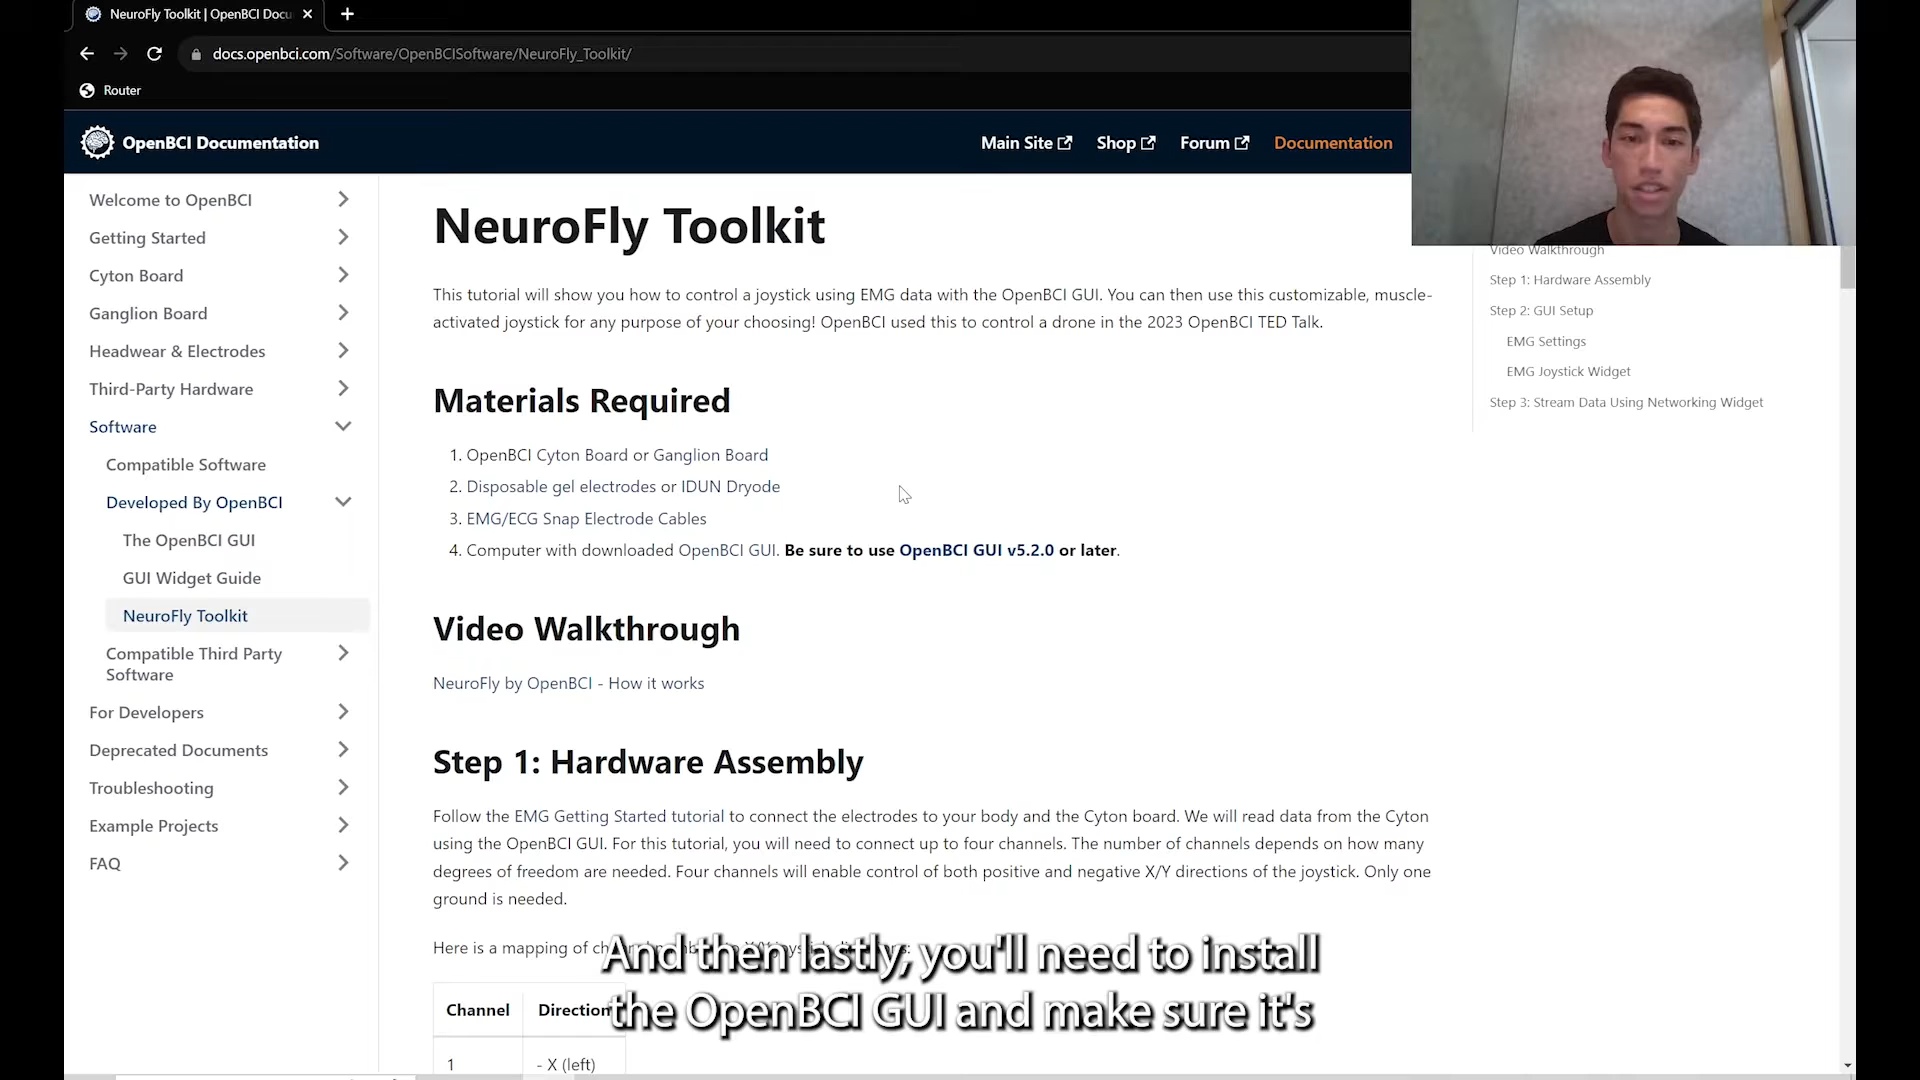 NeuroFly Toolkit | OpenBCI Docu
docs.openbci.com/Software/OpenBCISoftware/NeuroFly_Toolkit/
Router
OpenBCI Documentation
Main Site
Shop
Forum
Documentation
Welcome to OpenBCI
Getting Started
Cyton Board
Ganglion Board
Headwear & Electrodes
Third-Party Hardware
Software
Compatible Software
Developed By OpenBCI
The OpenBCI GUI
GUI Widget Guide
NeuroFly Toolkit
Compatible Third Party
Software
For Developers
Deprecated Documents
Troubleshooting
Example Projects
FAQ
NeuroFly Toolkit
This tutorial will show you how to control a joystick using EMG data with the OpenBCI GUI. You can then use this customizable, muscle-
activated joystick for any purpose of your choosing! OpenBCI used this to control a drone in the 2023 OpenBCI TED Talk.
Materials Required
1. OpenBCI Cyton Board or Ganglion Board
2. Disposable gel electrodes or IDUN Dryode
3. EMG/ECG Snap Electrode Cables
4. Computer with downloaded OpenBCI GUI. Be sure to use OpenBCI GUI v5.2.0 or later.
Video Walkthrough
NeuroFly by OpenBCI - How it works
Step 1: Hardware Assembly
Follow the EMG Getting Started tutorial to connect the electrodes to your body and the Cyton board. We will read data from the Cyton
using the OpenBCI GUI. For this tutorial, you will need to connect up to four channels. The number of channels depends on how many
degrees of freedom are needed. Four channels will enable control of both positive and negative X/Y directions of the joystick. Only one
ground is needed.
Here is a mapping of
Channel Direction
1 - X (left)
Video Walkthrough
Step 1: Hardware Assembly
Step 2: GUI Setup
EMG Settings
EMG Joystick Widget
Step 3: Stream Data Using Networking Widget
And then lastly, you'll need to install
the OpenBCI GUI and make sure it's